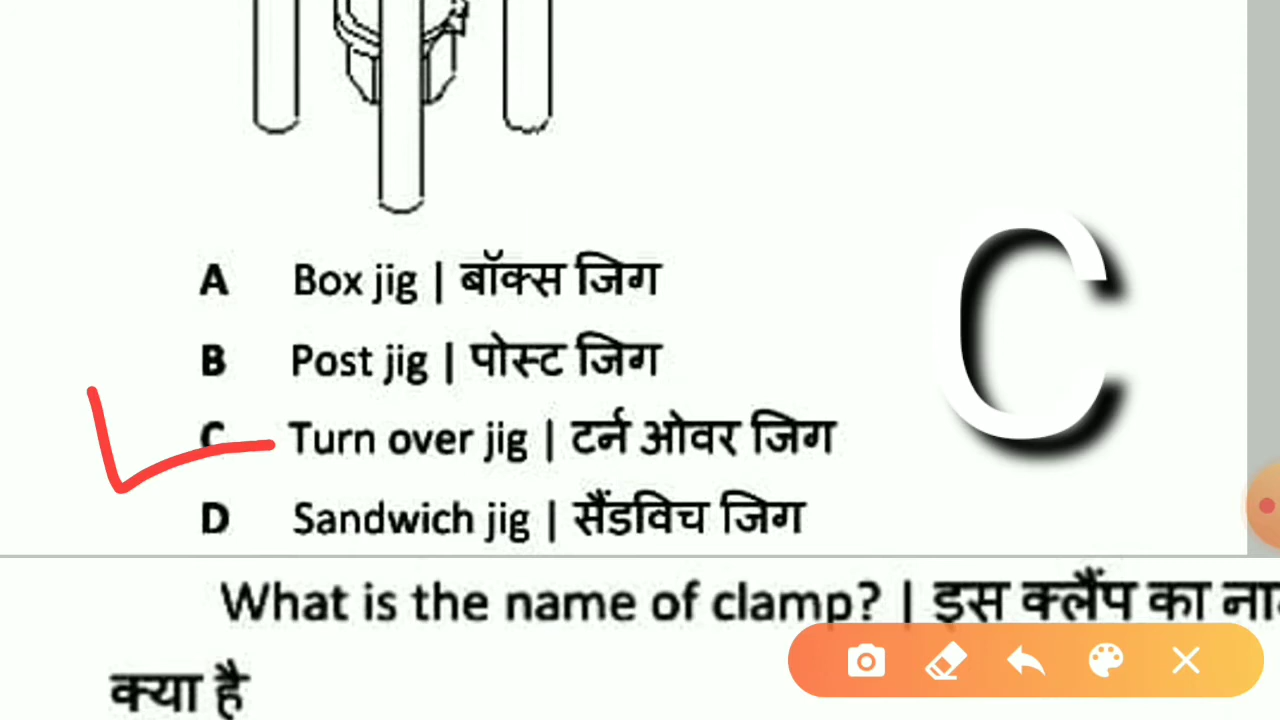 A Box jig | बॉक्स जिग
B Post jig | पोस्ट जिग
C Turn over jig | टर्न ओवर जिग
D Sandwich jig | सैंडविच जिग
C
What is the name of clamp? | इस क्लैंप का
क्या है